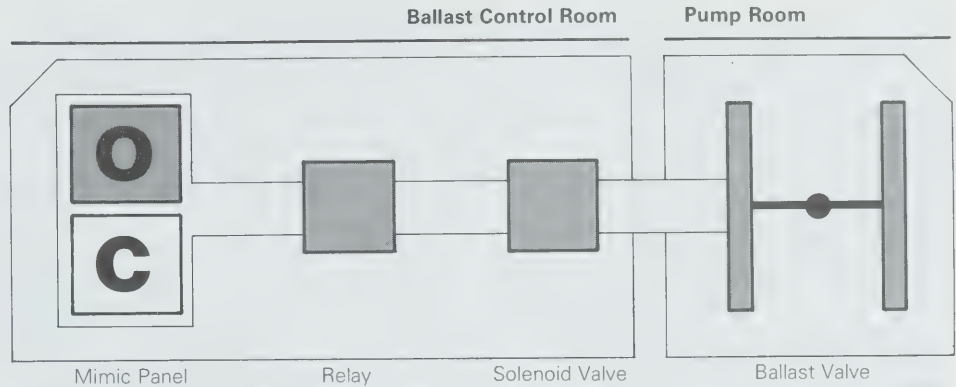 Ballast Control Room Pump Room
O
C
Mimic Panel Relay Solenoid Valve Ballast Valve